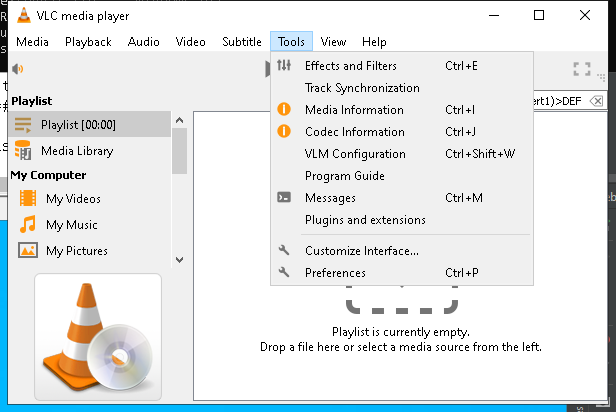 VLC media player
Media Playback Audio Video Subtitle Tools View Help
Effects and Filters Ctrl+E
Track Synchronization
Media Information Ctrl+I
Codec Information Ctrl+J
VLM Configuration Ctrl+Shift+W
Program Guide
Messages Ctrl+M
Plugins and extensions
Customize Interface...
Preferences Ctrl+P
ert1)>DEF
Playlist
Playlist [00:00]
Media Library
My Computer
My Videos
My Music
My Pictures
Playlist is currently empty.
Drop a file here or select a media source from the left.